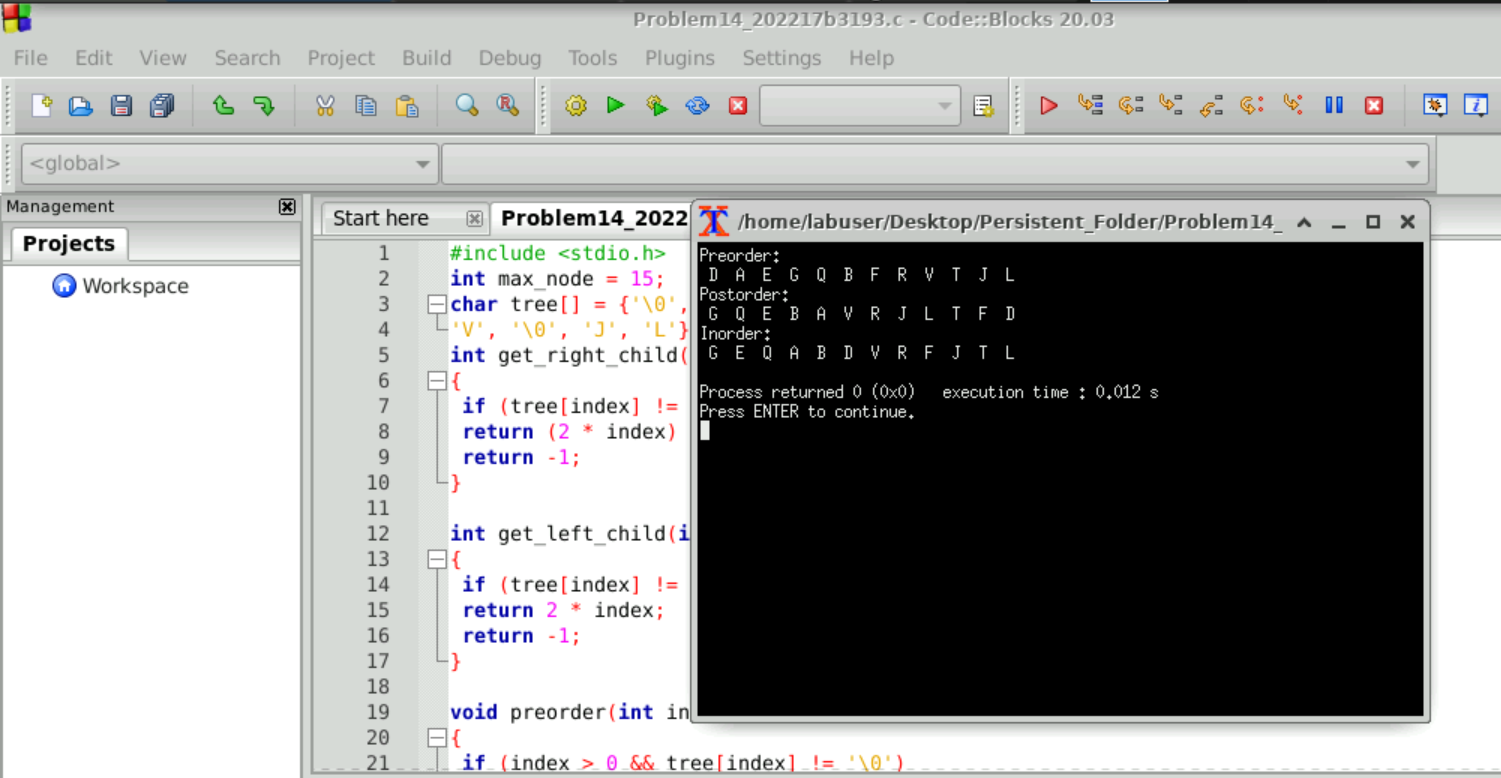 Problem14_202217b3193.c - Code::Blocks 20.03
File Edit View Search Project Build Debug Tools Plugins Settings Help
<global>
Management
Projects
Workspace
Start here
Problem14_2022
1 #include <stdio.h>
2 int max_node = 15;
3 char tree[] = {'\0',
4 'V', '\0', 'J', 'L'}
5 int get_right_child(
6 {
7 if (tree[index] !=
8 return (2 * index)
9 return -1;
10 }
11
12 int get_left_child(i
13 {
14 if (tree[index] !=
15 return 2 * index;
16 return -1;
17 }
18
19 void preorder(int in
20 {
21 if (index > 0 && tree[index] != '\0')
/home/labuser/Desktop/Persistent_Folder/Problem14_
Preorder:
D A E G Q B F R V T J L
Postorder:
G Q E B A V R J L T F D
Inorder:
G E Q A B D V R F J T L
Process returned 0 (0x0) execution time : 0.012 s
Press ENTER to continue.